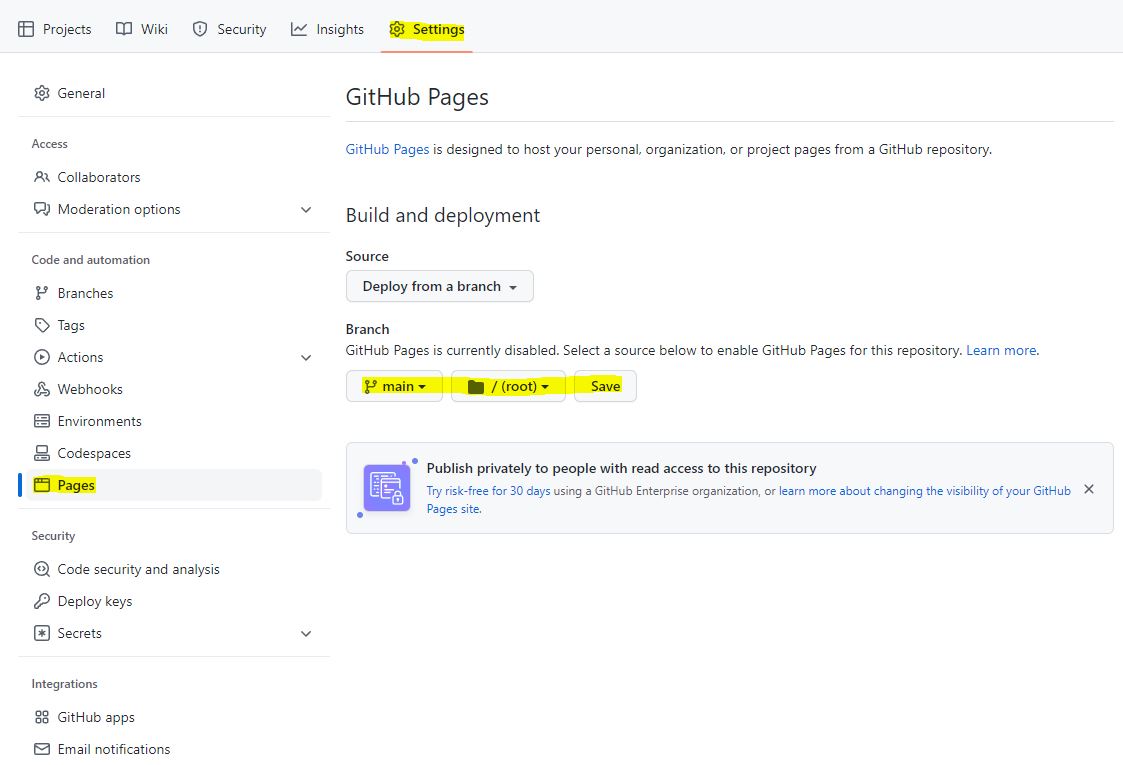 Projects
Wiki
Security
Insights
Settings
General
Access
Collaborators
Moderation options
Code and automation
Branches
Tags
Actions
Webhooks
Environments
Codespaces
Pages
Security
Code security and analysis
Deploy keys
Secrets
Integrations
GitHub apps
Email notifications
GitHub Pages
GitHub Pages is designed to host your personal, organization, or project pages from a GitHub repository.
Build and deployment
Source
Deploy from a branch
Branch
GitHub Pages is currently disabled. Select a source below to enable GitHub Pages for this repository. Learn more.
main
/ (root)
Save
Publish privately to people with read access to this repository
Try risk-free for 30 days using a GitHub Enterprise organization, or learn more about changing the visibility of your GitHub
Pages site.